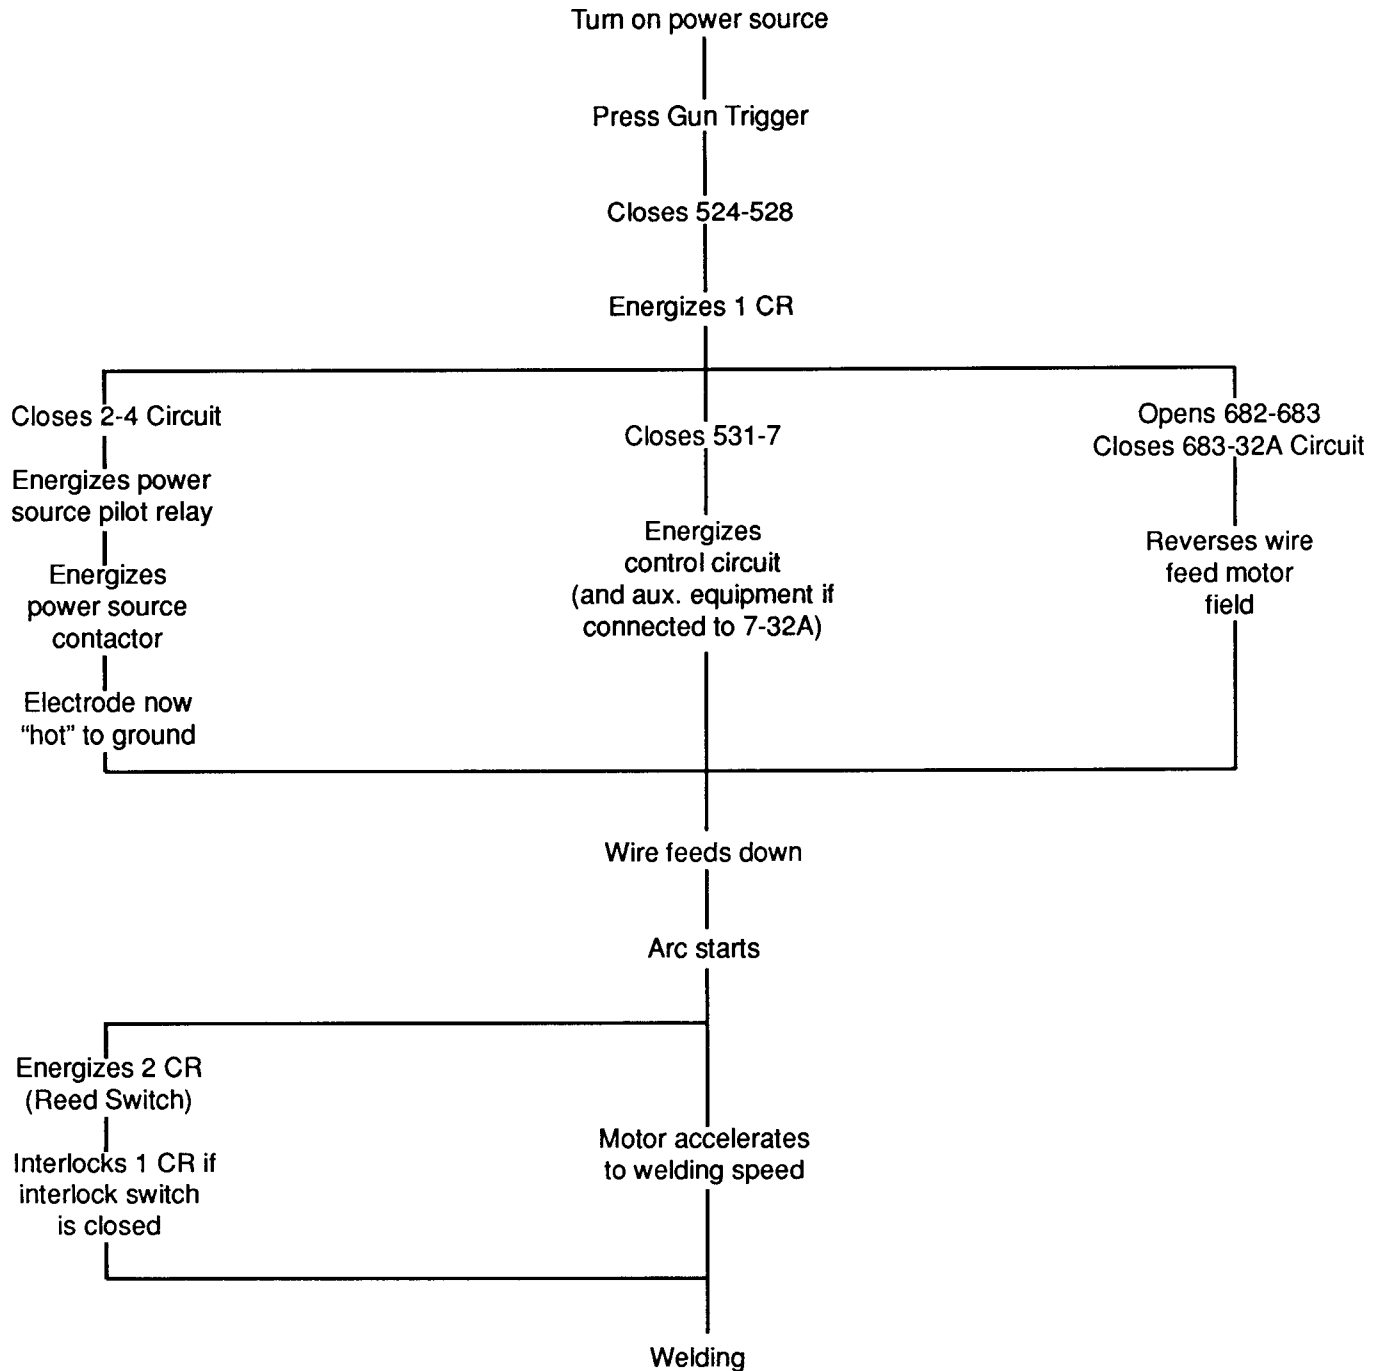 Turn on power source
Press Gun Trigger
Closes 524-528
Energizes 1 CR
Closes 2-4 Circuit
Energizes power
source pilot relay
Energizes
power source
contactor
Electrode now
“hot” to ground
Closes 531-7
Energizes
control circuit
(and aux. equipment if
connected to 7-32A)
Opens 682-683
Closes 683-32A Circuit
Reverses wire
feed motor
field
Wire feeds down
Arc starts
Energizes 2 CR
(Reed Switch)
Interlocks 1 CR if
interlock switch
is closed
Motor accelerates
to welding speed
Welding